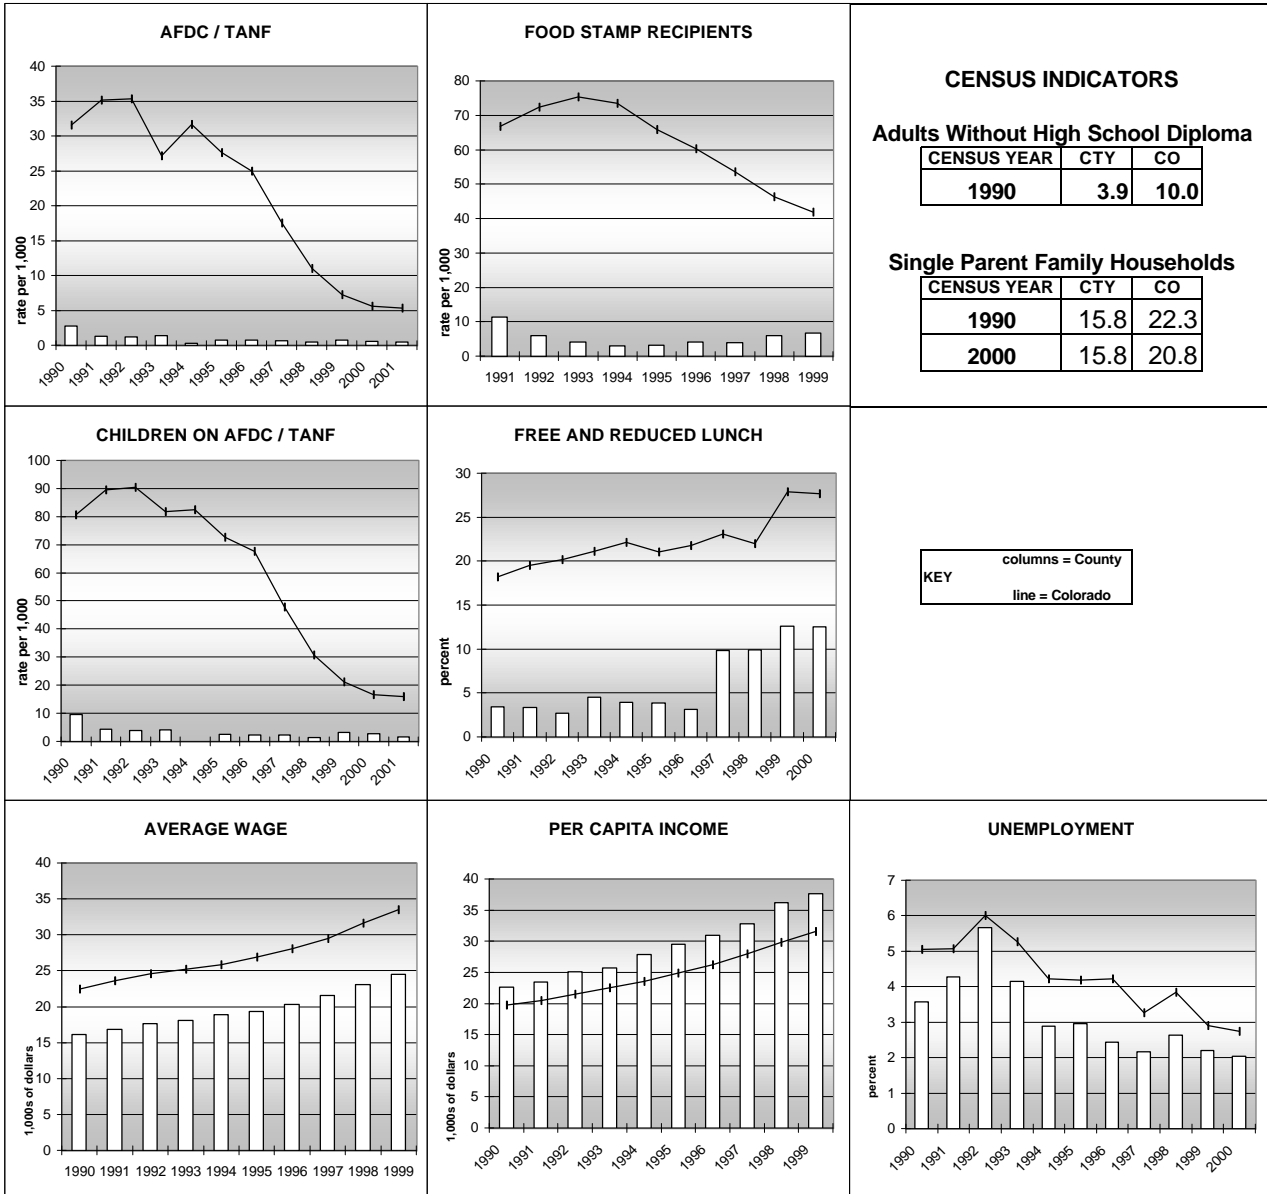 AFDC / TANF
40
35
30
25
20
15
10
5
0
rate per 1,000
1990 1991 1992 1993 1994 1995 1996 1997 1998 1999 2000 2001
FOOD STAMP RECIPIENTS
80
70
60
50
40
30
20
10
0
rate per 1,000
1991 1992 1993 1994 1995 1996 1997 1998 1999
CENSUS INDICATORS
Adults Without High School Diploma
CENSUS YEAR CTY CO
1990 3.9 10.0
Single Parent Family Households
CENSUS YEAR CTY CO
1990 15.8 22.3
2000 15.8 20.8
CHILDREN ON AFDC / TANF
100
90
80
70
60
50
40
30
20
10
0
rate per 1,000
1990 1991 1992 1993 1994 1995 1996 1997 1998 1999 2000 2001
FREE AND REDUCED LUNCH
30
25
20
15
10
5
0
percent
1990 1991 1992 1993 1994 1995 1996 1997 1998 1999 2000
columns = County
KEY
line = Colorado
AVERAGE WAGE
40
35
30
25
20
15
10
5
0
1,000s of dollars
1990 1991 1992 1993 1994 1995 1996 1997 1998 1999
PER CAPITA INCOME
40
35
30
25
20
15
10
5
0
1,000s of dollars
1990 1991 1992 1993 1994 1995 1996 1997 1998 1999
UNEMPLOYMENT
7
6
5
4
3
2
1
0
percent
1990 1991 1992 1993 1994 1995 1996 1997 1998 1999 2000